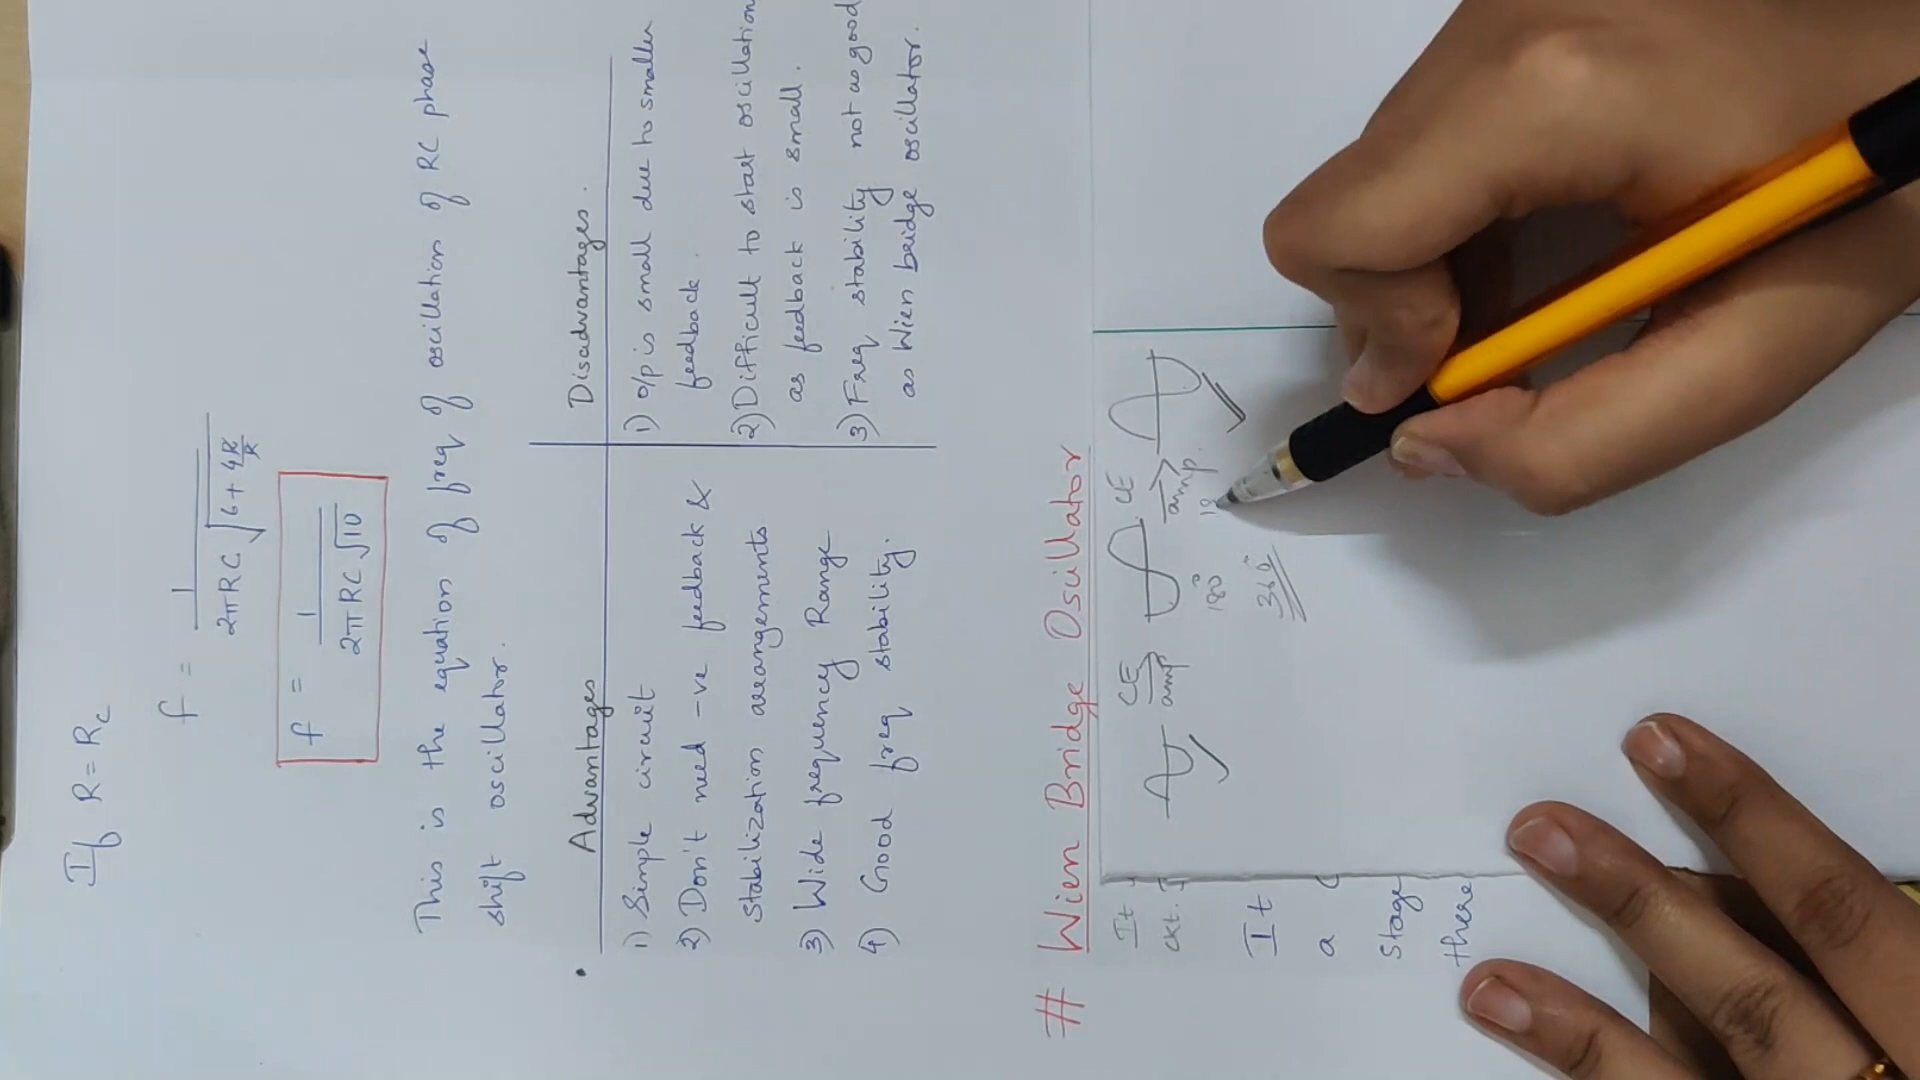 If R = Rc
f = 1 / 2πRC √6 + 4R/R
f = 1 / 2πRC √10
This is the equation of freq of oscillation of RC phase
shift oscillator.
Advantages
1) Simple circuit
2) Don't need -ve feedback &
stabilization arrangements
3) Wide frequency Range
4) Good freq stability.
Disadvantages.
1) o/p is small due to smaller
feedback.
2) Difficult to start oscillation
as feedback is small.
3) Freq stability not as good
as Wien bridge oscillator.
# Wien Bridge Oscillator
CE
amp
180°
CE
amp.
18
360°
It
ckt.
It
a
stage
there